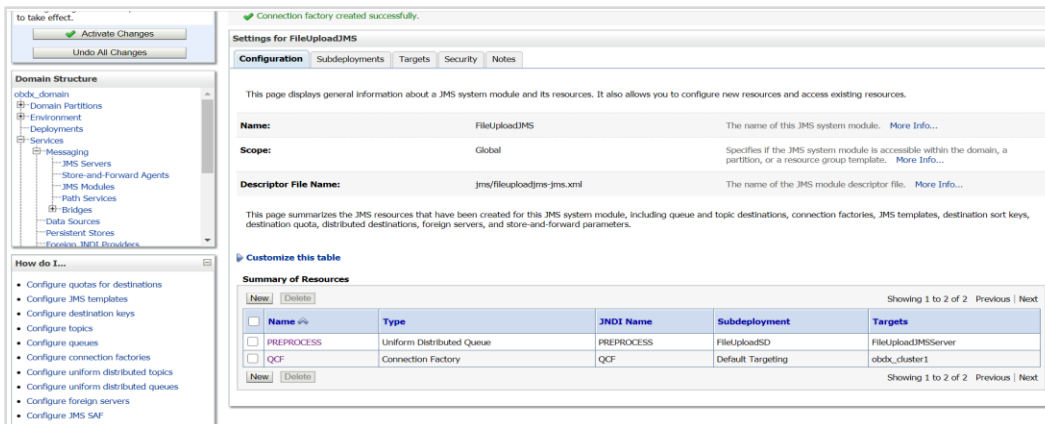 to take effect.
Activate Changes
Undo All Changes
Domain Structure
obdx_domain
Domain Partitions
Environment
Deployments
Services
Messaging
JMS Servers
Store-and-Forward Agents
JMS Modules
Path Services
Bridges
Data Sources
Persistent Stores
Foreign JNDI Providers
How do I...
Configure quotas for destinations
Configure JMS templates
Configure destination keys
Configure topics
Configure queues
Configure connection factories
Configure uniform distributed topics
Configure uniform distributed queues
Configure foreign servers
Configure JMS SAF
Connection factory created successfully.
Settings for FileUploadJMS
Configuration Subdeployments Targets Security Notes
This page displays general information about a JMS system module and its resources. It also allows you to configure new resources and access existing resources.
Name: FileUploadJMS The name of this JMS system module. More Info...
Scope: Global Specifies if the JMS system module is accessible within the domain, a
partition, or a resource group template. More Info...
Descriptor File Name: jms/fileuploadjms-jms.xml The name of the JMS module descriptor file. More Info...
This page summarizes the JMS resources that have been created for this JMS system module, including queue and topic destinations, connection factories, JMS templates, destination sort keys,
destination quota, distributed destinations, foreign servers, and store-and-forward parameters.
Customize this table
Summary of Resources
New Delete Showing 1 to 2 of 2 Previous | Next
Name Type JNDI Name Subdeployment Targets
PREPROCESS Uniform Distributed Queue PREPROCESS FileUploadSD FileUploadJMSServer
QCF Connection Factory QCF Default Targeting obdx_cluster1
New Delete Showing 1 to 2 of 2 Previous | Next